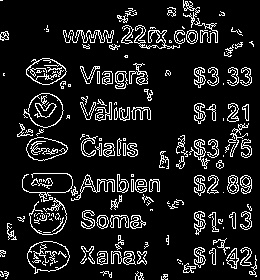 www.22rx.com
Viagra $3.33
Valium $1.21
Cialis $3.75
Ambien $2.89
Soma $1.13
Xanax $1.42